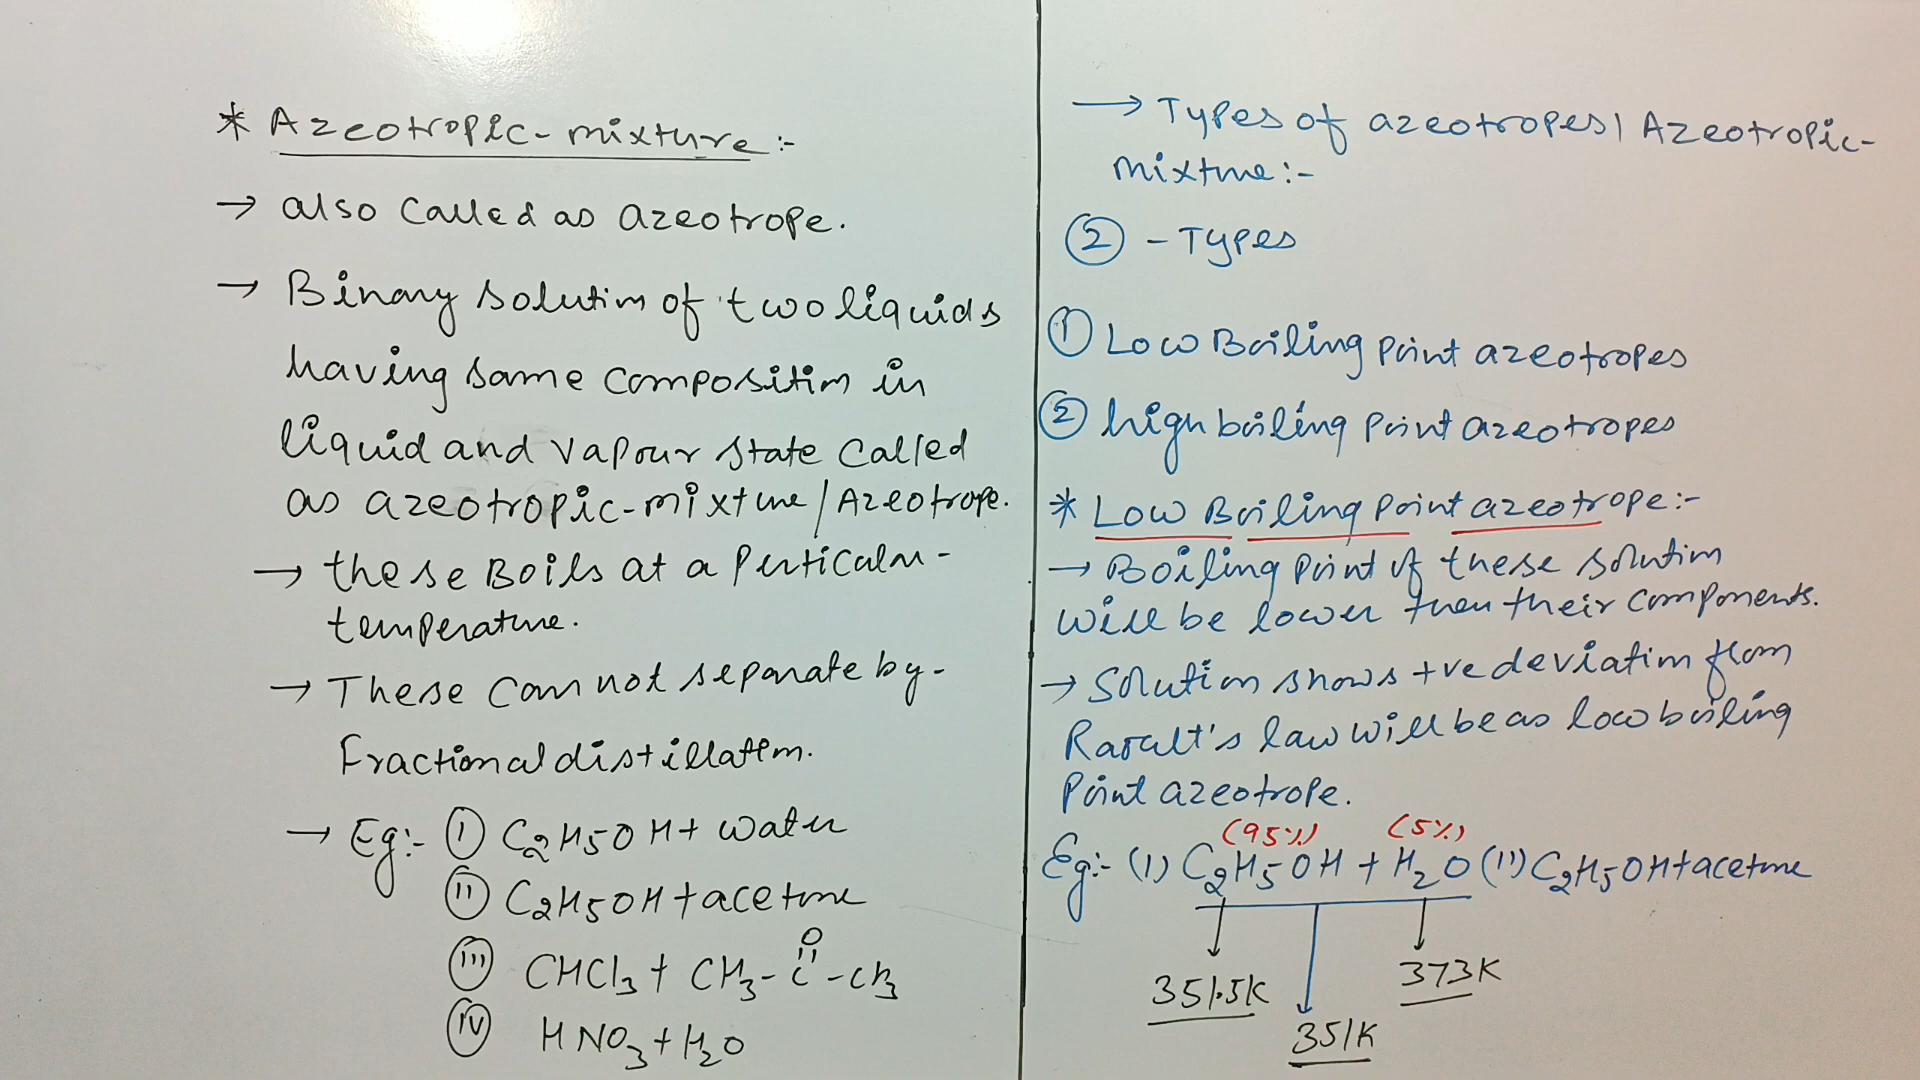 * Azeotropic-mixture:-
→ also called as azeotrope.
→ Binary solution of two liquids
having same composition in
liquid and vapour state called
as azeotropic-mixture/Azeotrope.
→ these Boils at a Perticular-
temperature.
→ These can not separate by-
Fractional distillation.
→ Eg:- (I) C2H5OH + water
(II) C2H5OH + acetone
(III) CHCl3 + CH3-C-CH3
O
(IV) HNO3 + H2O
→ Types of azeotropes| Azeotropic-
mixture:-
(2) - Types
(1) Low Boiling point azeotropes
(2) high boiling point azeotropes
* Low Boiling point azeotrope:-
→ Boiling point of these solution
will be lower then their components.
→ Solution shows +ve deviation from
Raoult's law will be as low boiling
point azeotrope.
(95%) (5%)
Eg:- (I) C2H5OH + H2O (II) C2H5OH + acetone
351.5K 373K
351K